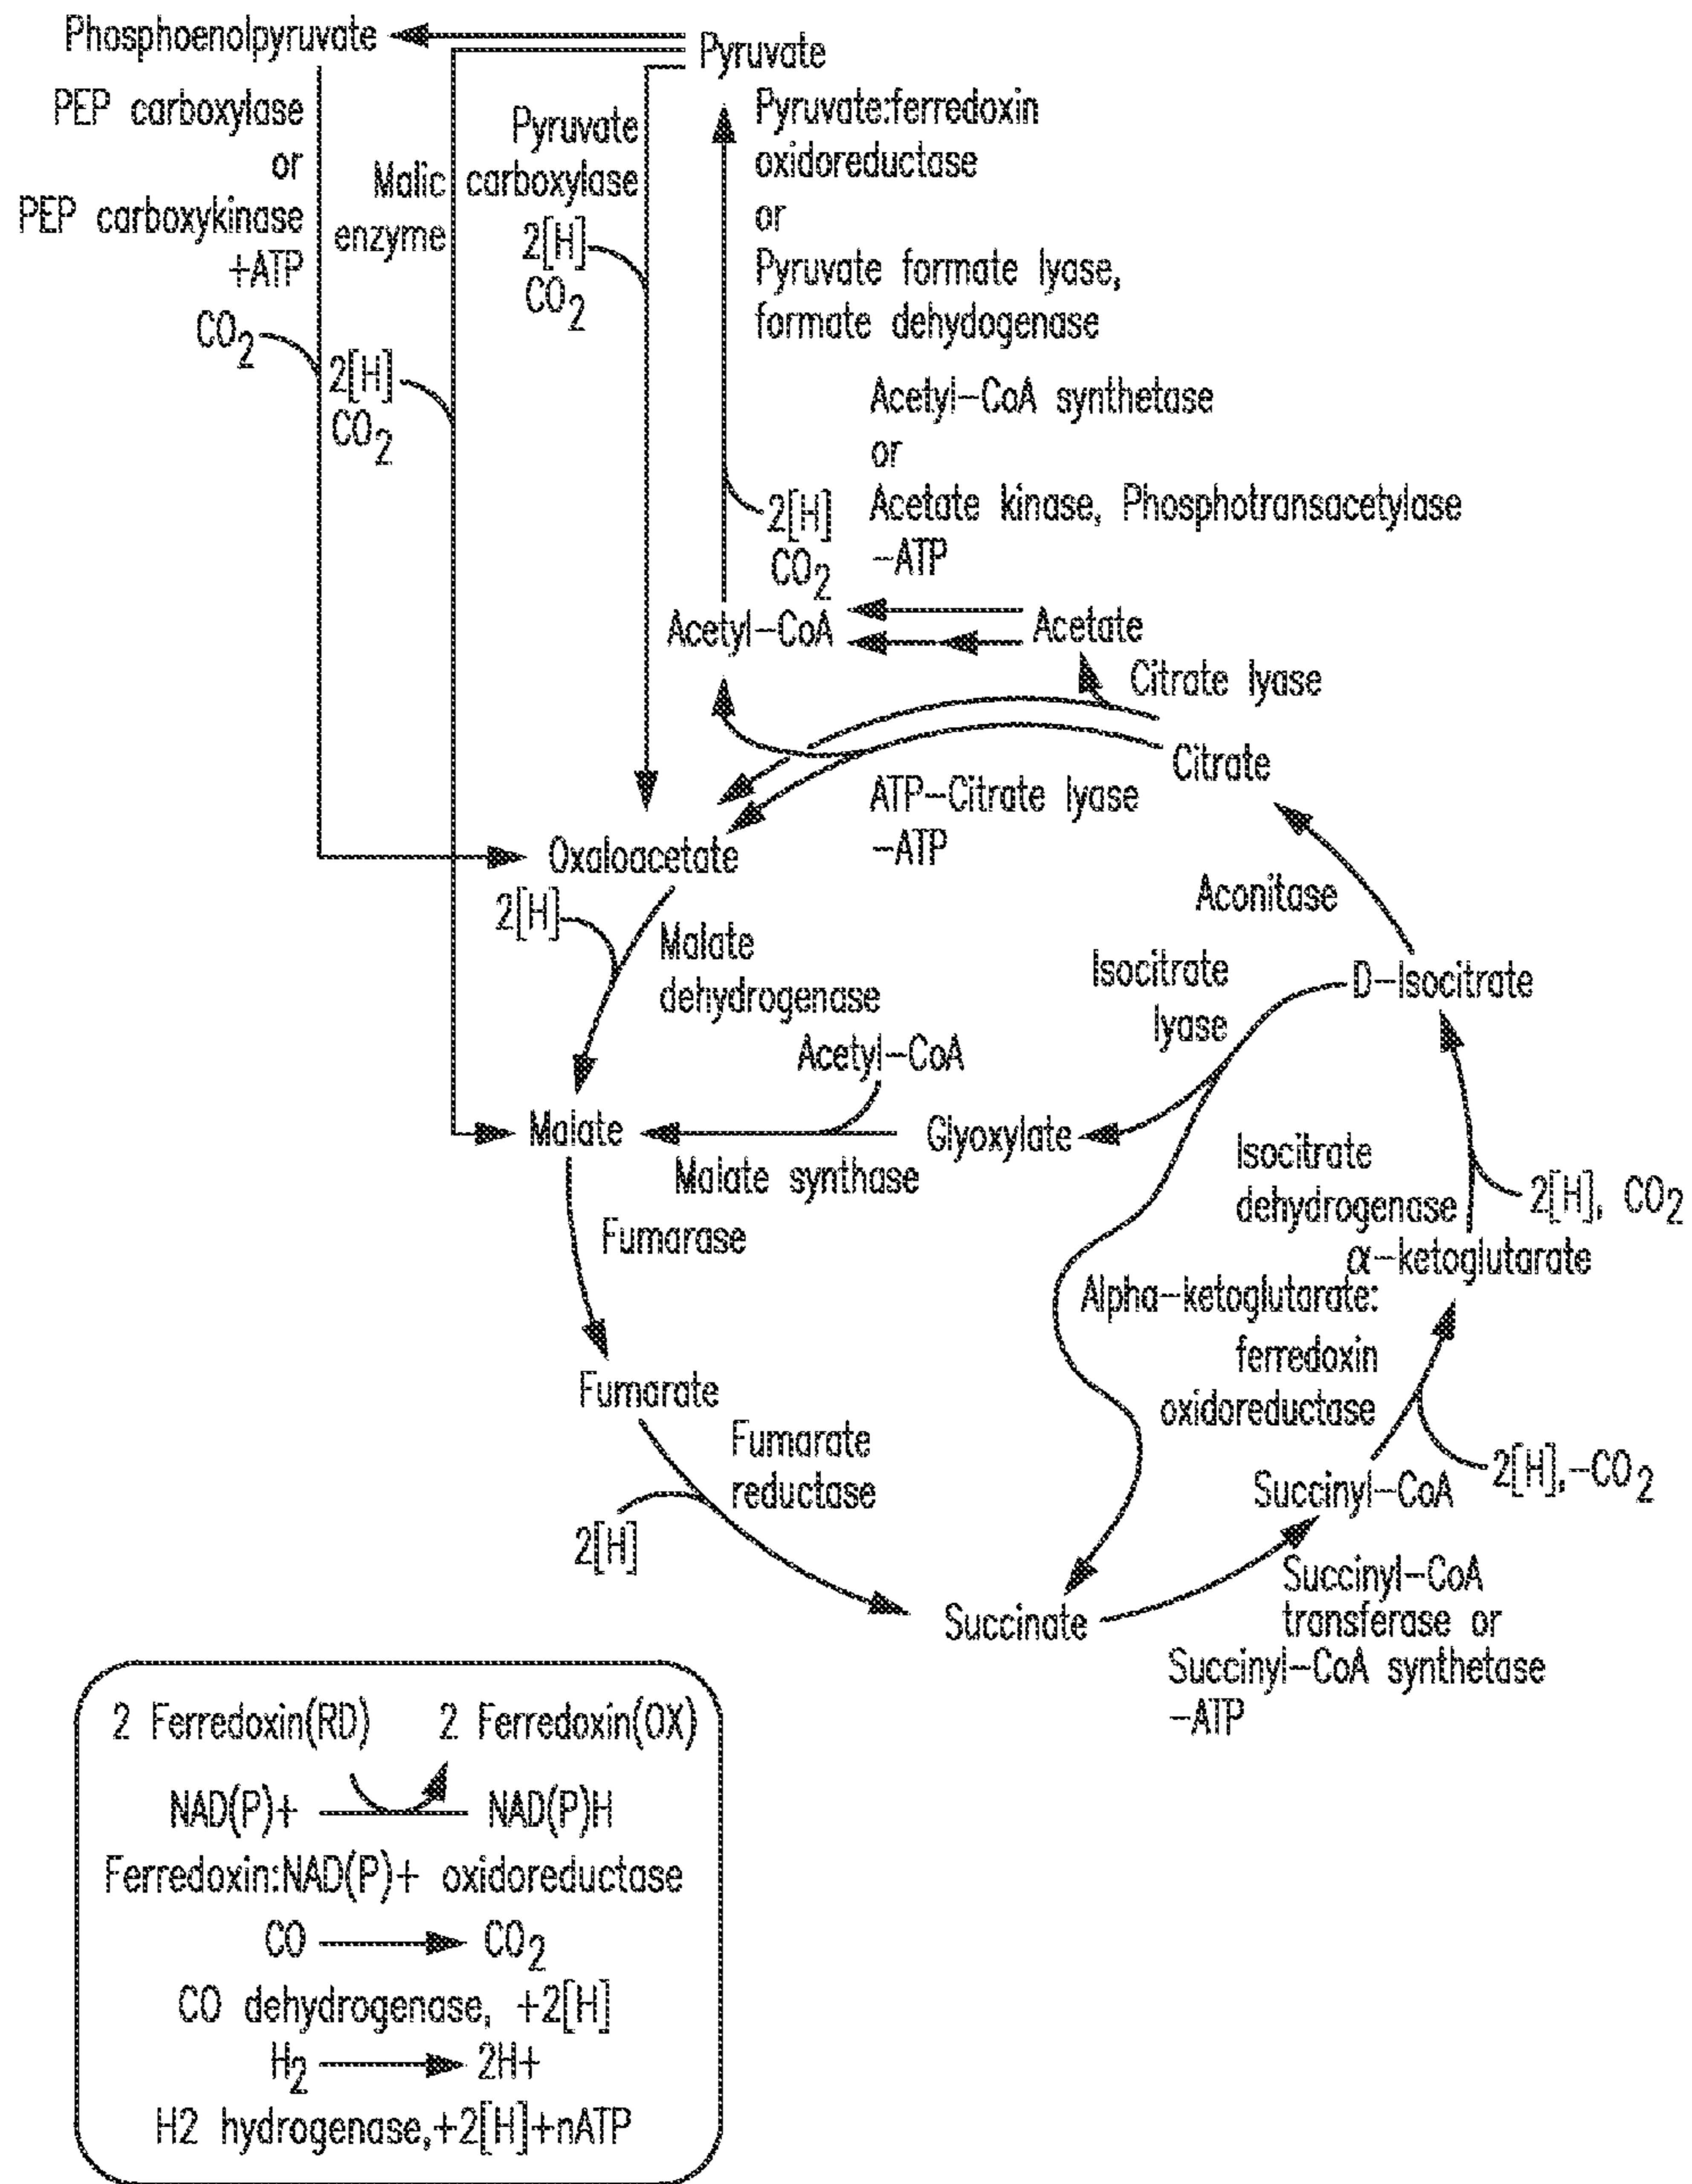 Phosphoenolpyruvate
Pyruvate
PEP carboxylase
or
PEP carboxykinase
+ATP
CO2
Malic
enzyme
2[H]
CO2
Pyruvate
carboxylase
2[H]
CO2
Pyruvate:ferredoxin
oxidoreductase
or
Pyruvate formate lyase,
formate dehydogenase
Acetyl-CoA synthetase
or
Acetate kinase, Phosphotransacetylase
-ATP
2[H]
CO2
Acetyl-CoA
Acetate
Citrate lyase
Citrate
ATP-Citrate lyase
-ATP
Oxaloacetate
2[H]
Malate
dehydrogenase
Aconitase
Isocitrate
lyase
D-Isocitrate
Acetyl-CoA
Malate
Glyoxylate
Malate synthase
Isocitrate
dehydrogenase
2[H], CO2
α-ketoglutarate
Fumarase
Alpha-ketoglutarate:
ferredoxin
oxidoreductase
Fumarate
Fumarate
reductase
2[H]
2[H],-CO2
Succinyl-CoA
Succinate
Succinyl-CoA
transferase or
Succinyl-CoA synthetase
-ATP
2 Ferredoxin(RD) 2 Ferredoxin(OX)
NAD(P)+ NAD(P)H
Ferredoxin:NAD(P)+ oxidoreductase
CO CO2
CO dehydrogenase, +2[H]
H2 2H+
H2 hydrogenase,+2[H]+nATP